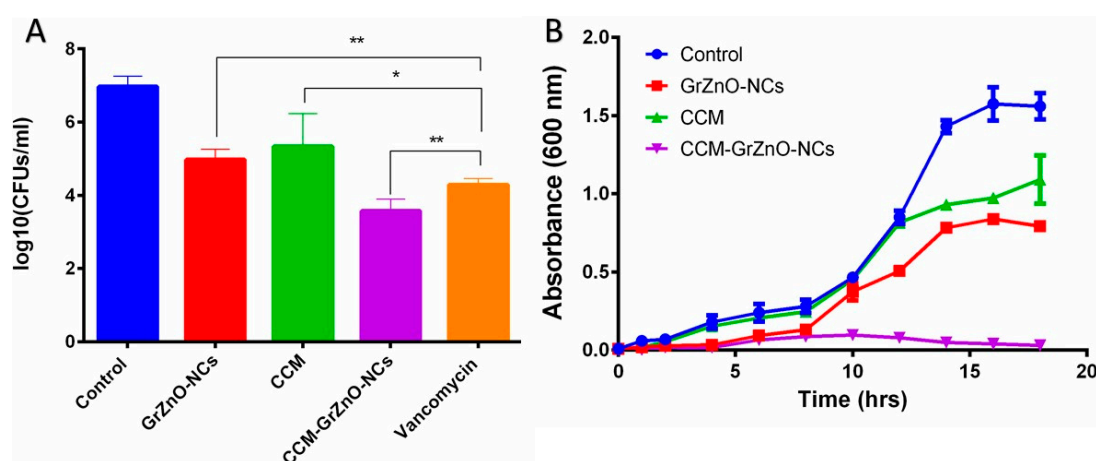 A
log10(CFUs/ml)
8
6
4
2
0
**
*
**
Control
GrZnO-NCs
CCM
CCM-GrZnO-NCs
Vancomycin
B
Absorbance (600 nm)
2.0
1.5
1.0
0.5
0.0
Control
GrZnO-NCs
CCM
CCM-GrZnO-NCs
0
5
10
15
20
Time (hrs)